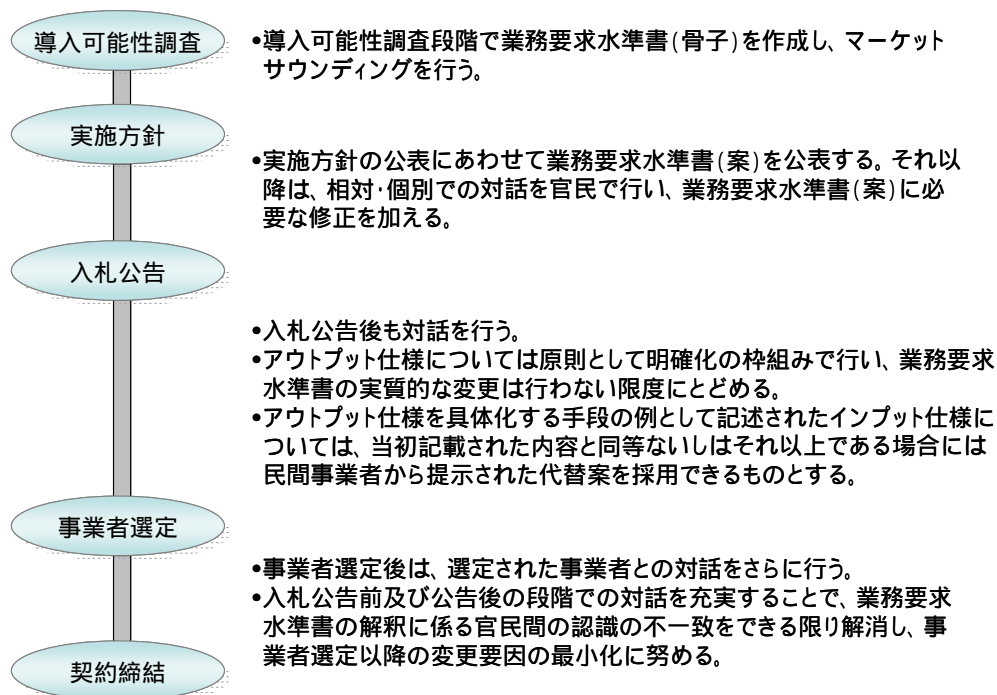 導入可能性調査
•導入可能性調査段階で業務要求水準書(骨子)を作成し、マーケット
サウンディングを行う。
実施方針
•実施方針の公表にあわせて業務要求水準書(案)を公表する。それ以
降は、相対・個別での対話を官民で行い、業務要求水準書(案)に必
要な修正を加える。
入札公告
•入札公告後も対話を行う。
•アウトプット仕様については原則として明確化の枠組みで行い、業務要求
水準書の実質的な変更は行わない限度にとどめる。
•アウトプット仕様を具体化する手段の例として記述されたインプット仕様に
ついては、当初記載された内容と同等ないしはそれ以上である場合には
民間事業者から提示された代替案を採用できるものとする。
事業者選定
•事業者選定後は、選定された事業者との対話をさらに行う。
•入札公告前及び公告後の段階での対話を充実することで、業務要求
水準書の解釈に係る官民間の認識の不一致をできる限り解消し、事
業者選定以降の変更要因の最小化に努める。
契約締結